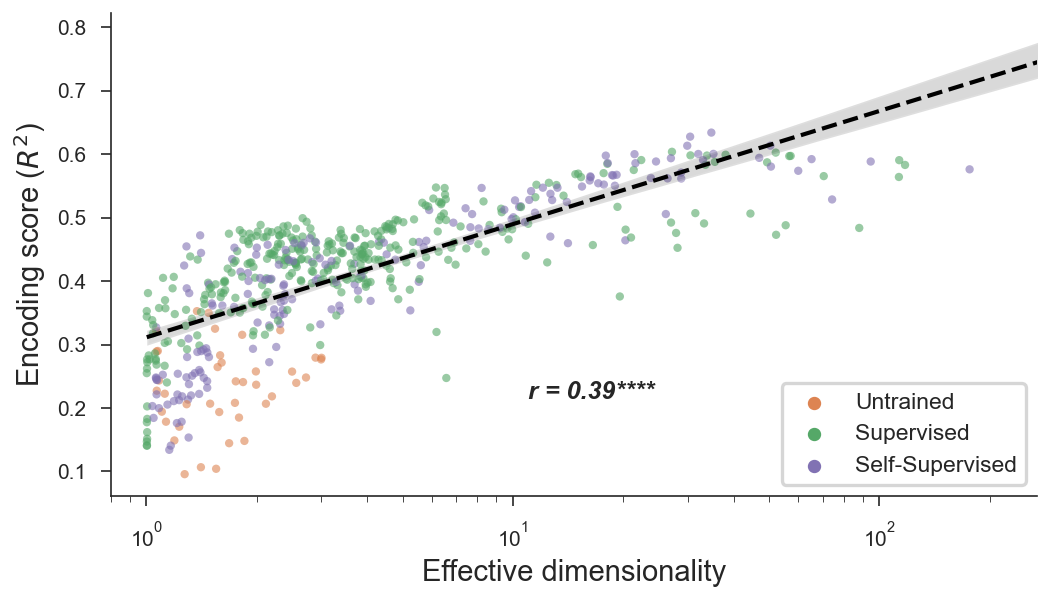 0.8
0.7
0.6
0.5
0.4
0.3
0.2
0.1
Encoding score (R²)
r = 0.39****
Untrained
Supervised
Self-Supervised
10⁰ 10¹ 10²
Effective dimensionality